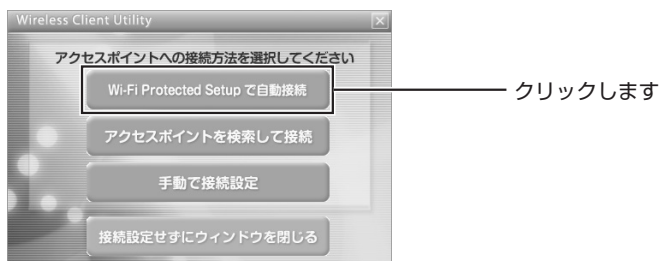 Wireless Client Utility
アクセスポイントへの接続方法を選択してください
Wi-Fi Protected Setup で自動接続
クリックします
アクセスポイントを検索して接続
手動で接続設定
接続設定せずにウィンドウを閉じる